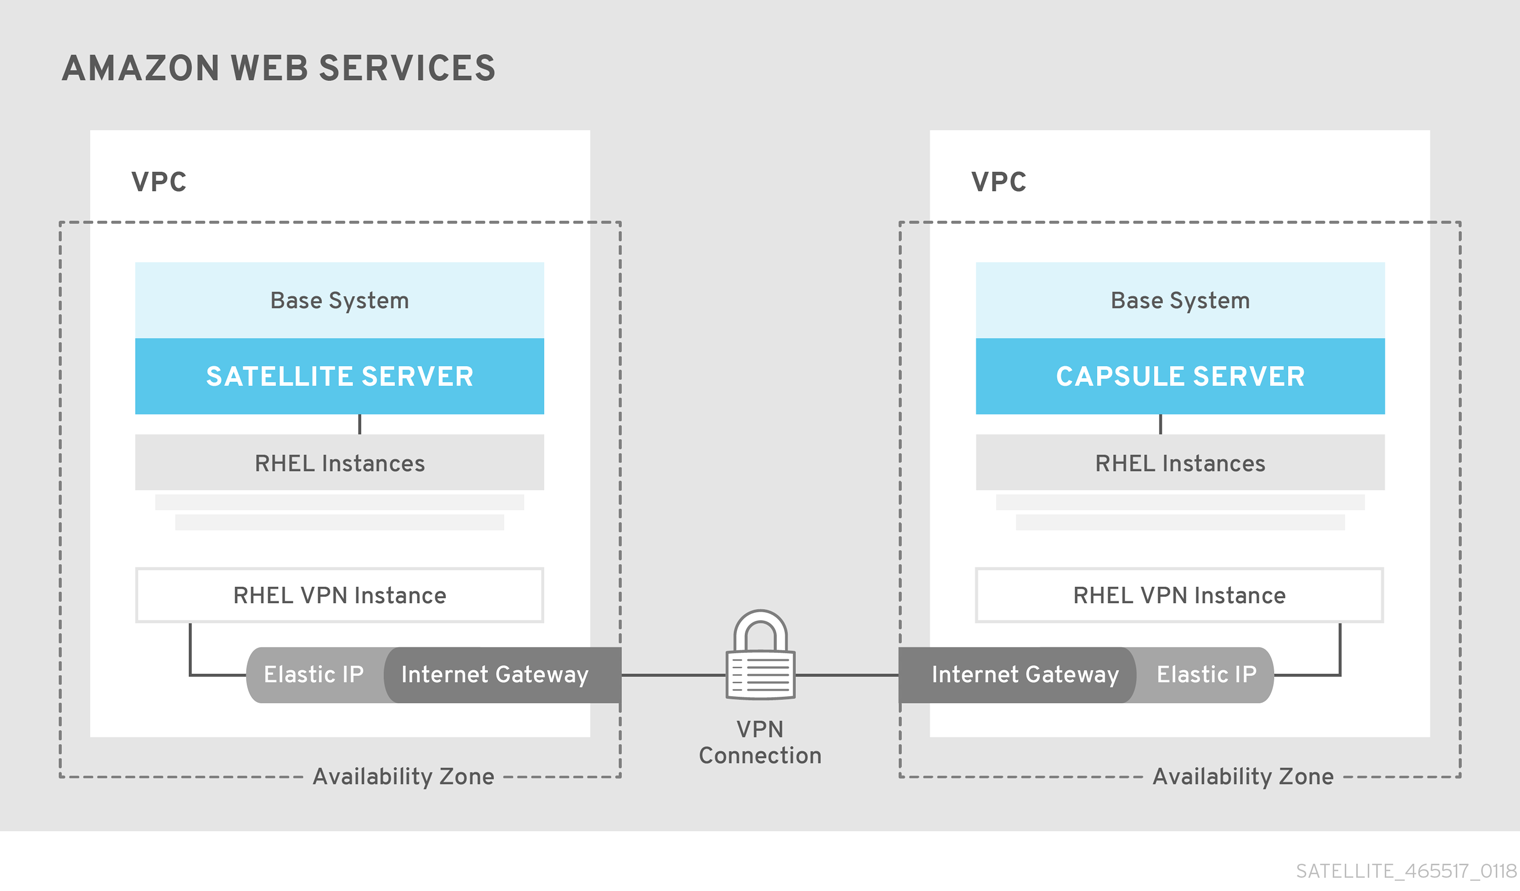 AMAZON WEB SERVICES
VPC
Base System
SATELLITE SERVER
RHEL Instances
RHEL VPN Instance
Elastic IP
Internet Gateway
Availability Zone
VPN
Connection
VPC
Base System
CAPSULE SERVER
RHEL Instances
RHEL VPN Instance
Internet Gateway
Elastic IP
Availability Zone
SATELLITE_465517_0118